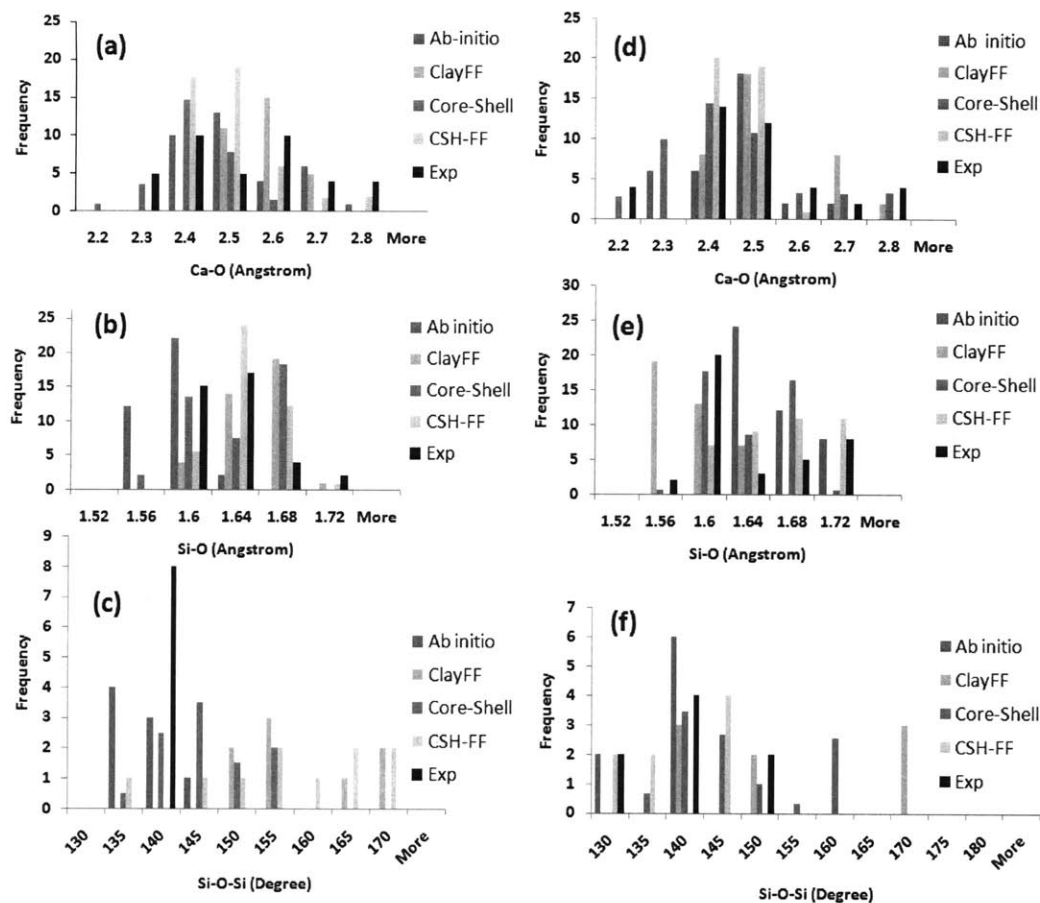 (a)
Frequency
25
20
15
10
5
0
2.2 2.3 2.4 2.5 2.6 2.7 2.8 More
Ca-O (Angstrom)
Ab-initio
ClayFF
Core-Shell
CSH-FF
Exp
(d)
Frequency
25
20
15
10
5
0
2.2 2.3 2.4 2.5 2.6 2.7 2.8 More
Ca-O (Angstrom)
Ab initio
ClayFF
Core-Shell
CSH-FF
Exp
(b)
Frequency
25
20
15
10
5
0
1.52 1.56 1.6 1.64 1.68 1.72 More
Si-O (Angstrom)
Ab initio
ClayFF
Core-Shell
CSH-FF
Exp
(e)
Frequency
30
25
20
15
10
5
0
1.52 1.56 1.6 1.64 1.68 1.72 More
Si-O (Angstrom)
Ab initio
ClayFF
Core-Shell
CSH-FF
Exp
(c)
Frequency
9
8
7
6
5
4
3
2
1
0
130 135 140 145 150 155 160 165 170 More
Si-O-Si (Degree)
Ab initio
ClayFF
Core-Shell
CSH-FF
Exp
(f)
Frequency
7
6
5
4
3
2
1
0
130 135 140 145 150 155 160 165 170 175 180 More
Si-O-Si (Degree)
Ab initio
ClayFF
Core-Shell
CSH-FF
Exp